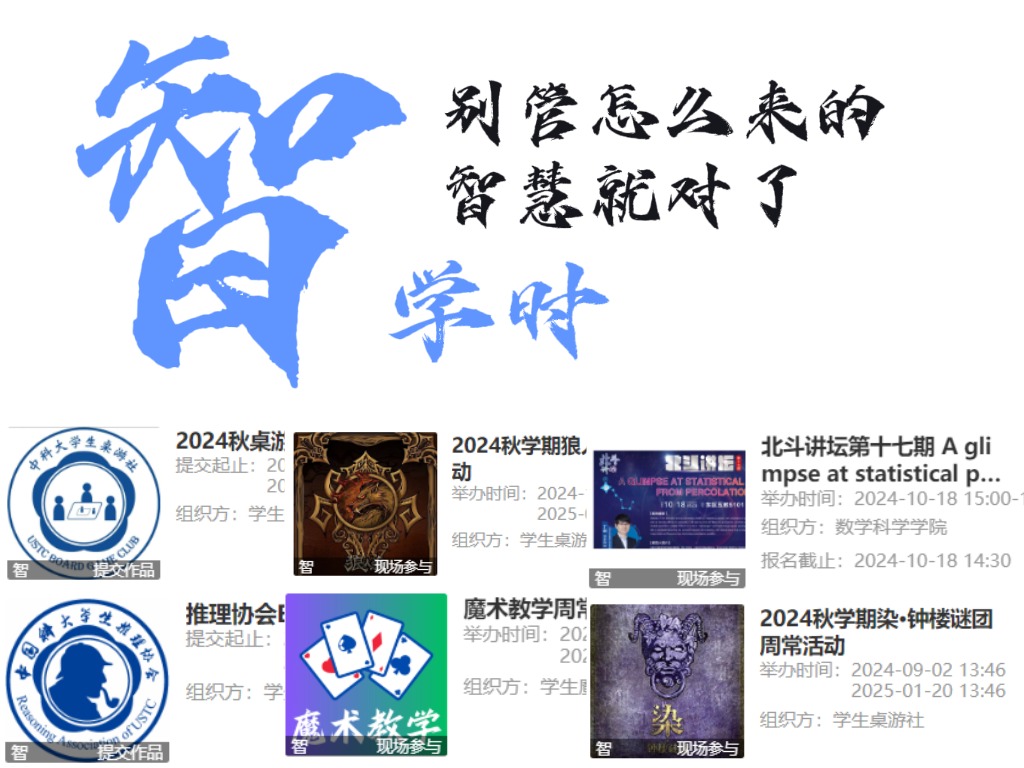 智
别管怎么来的
智慧就对了
学时
中科大学生桌游社
USTC BOARD GAME CLUB
智 提交作品
2024秋桌游
提交起止：20
20
组织方：学生
智 现场参与
2024秋学期狼人
动
举办时间：2024-
2025-0
组织方：学生桌游
北斗讲坛
A GLIMPSE AT STATISTICAL
FROM PERCOLATION
智 现场参与
北斗讲坛第十七期 A gli
mpse at statistical p...
举办时间：2024-10-18 15:00-1
组织方：数学科学学院
报名截止：2024-10-18 14:30
中国科大学生推理协会
Reasoning Association of USTC
智 提交作品
推理协会
提交起止：
组织方：学
魔术教学
智 现场参与
魔术教学周常
举办时间：202
202
组织方：学生魔
染
智 现场参与
2024秋学期染•钟楼谜团
周常活动
举办时间：2024-09-02 13:46
2025-01-20 13:46
组织方：学生桌游社